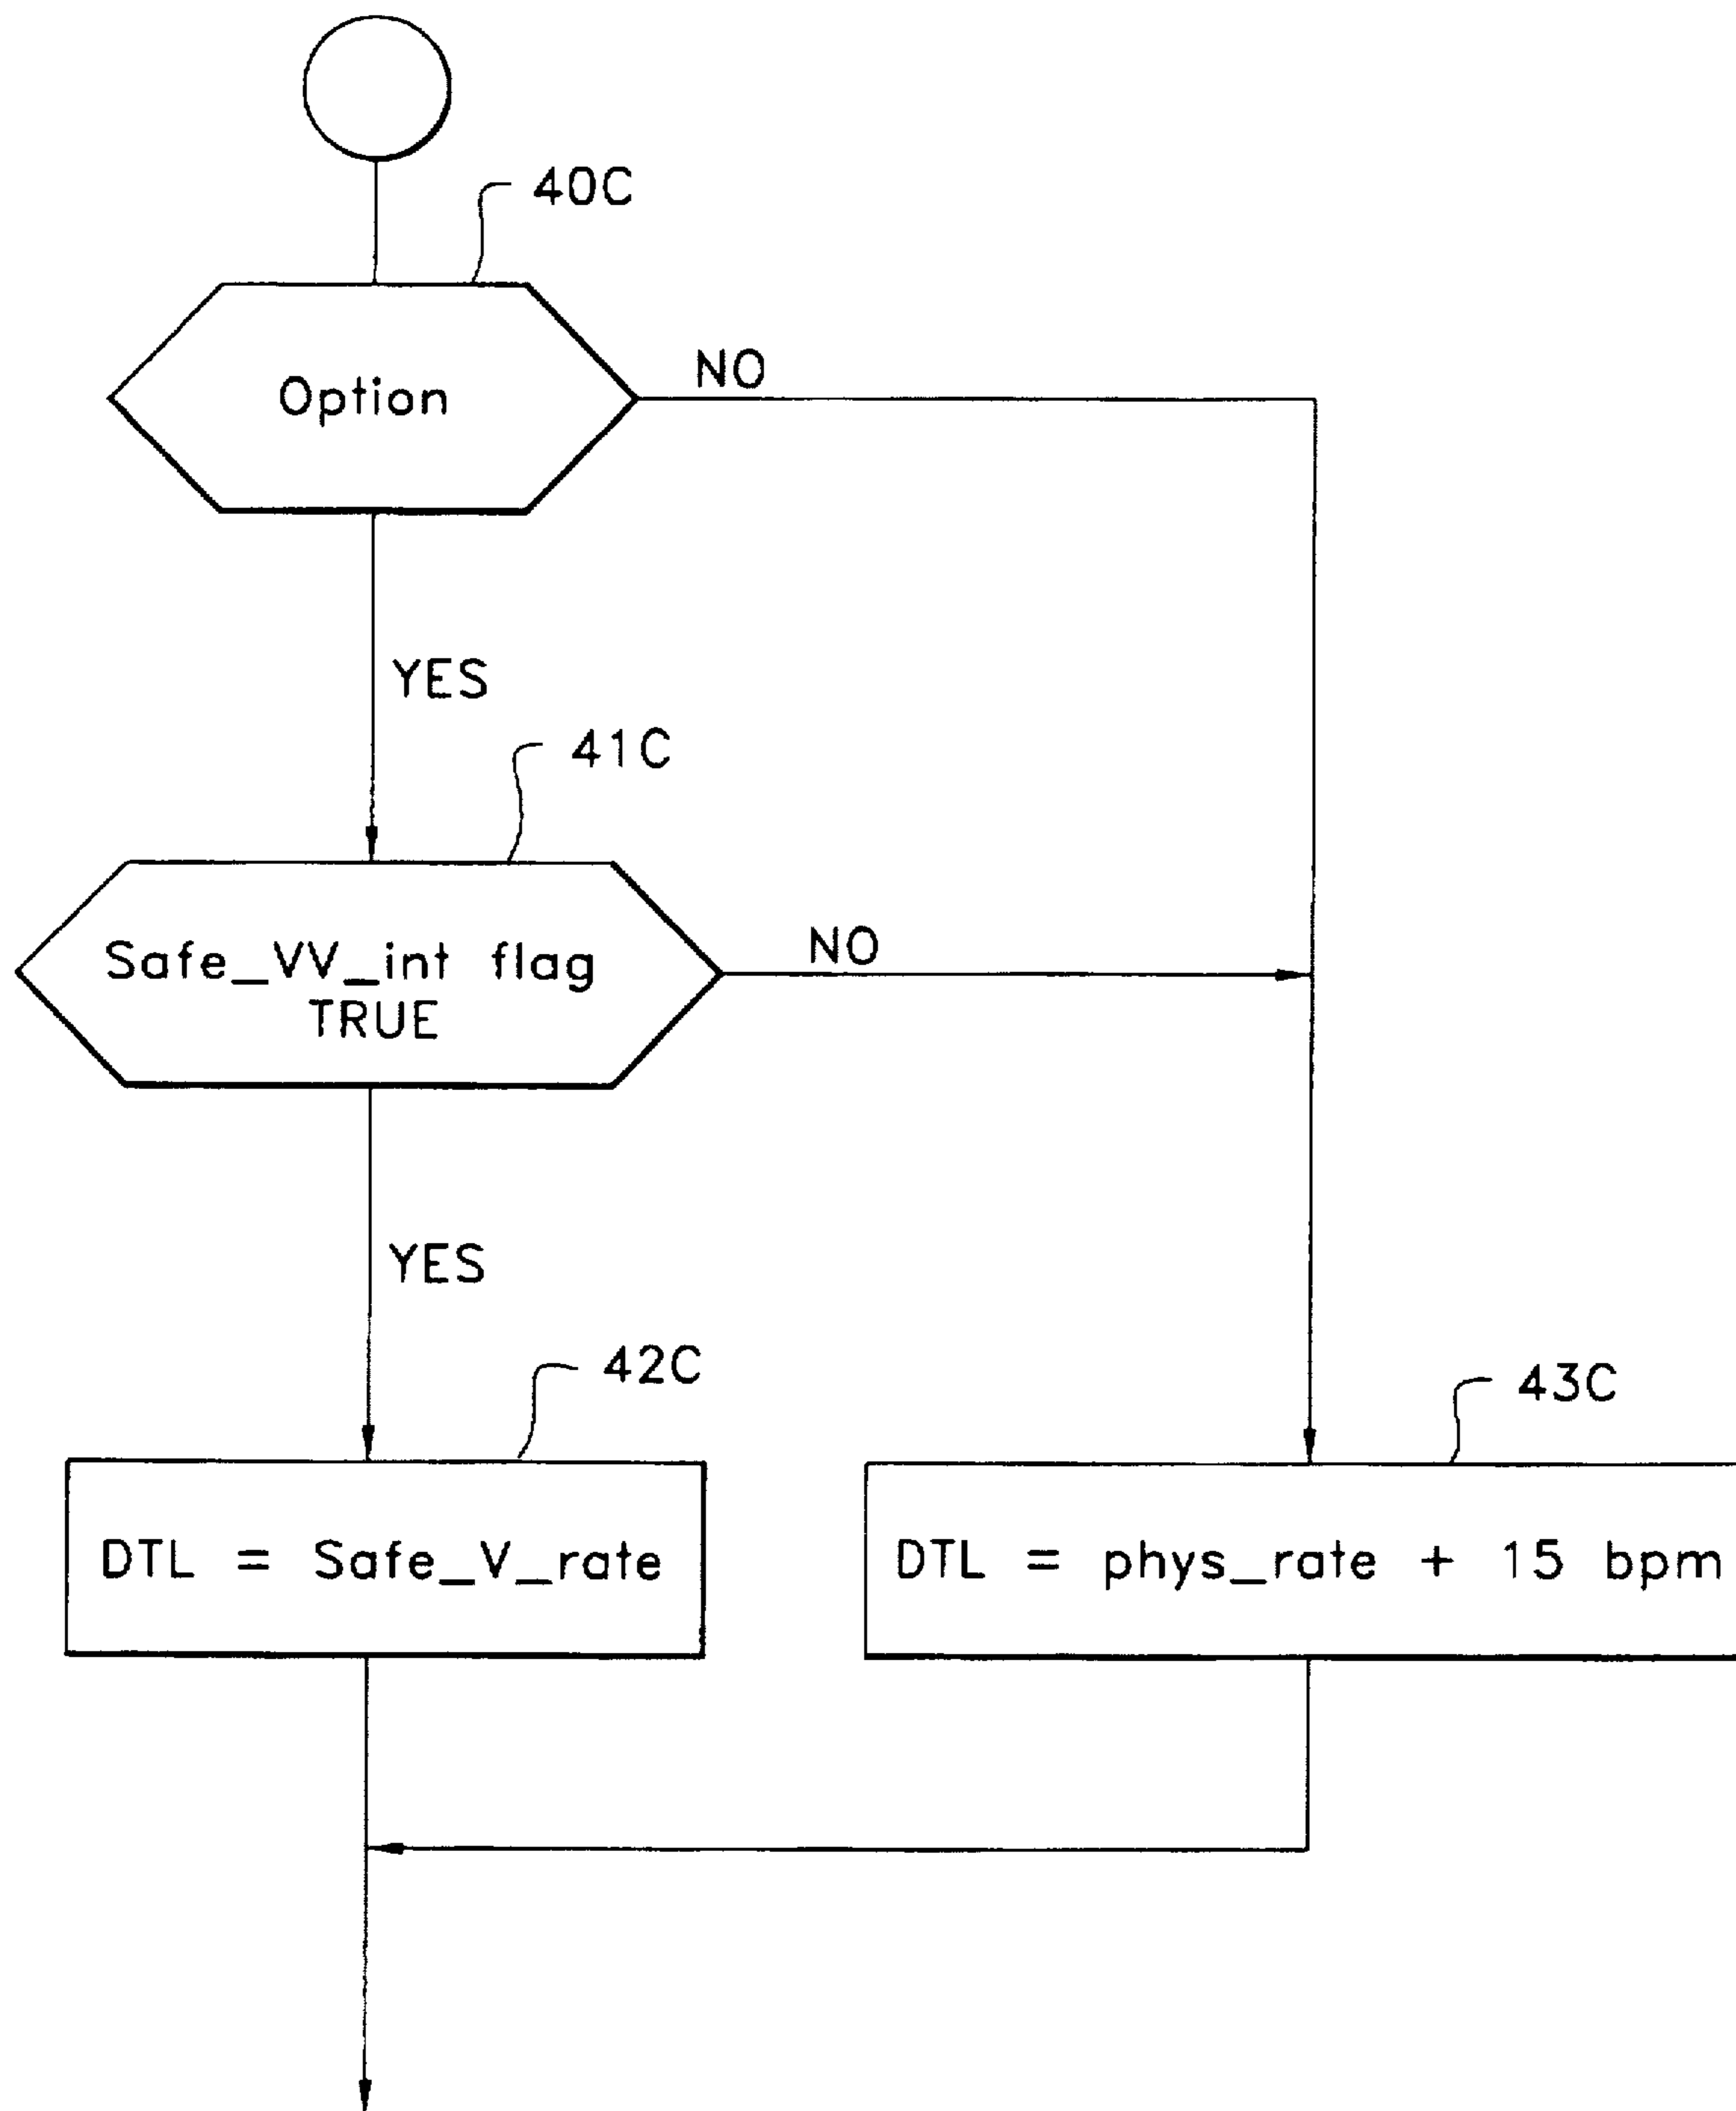 40C
Option
NO
YES
41C
Safe_VV_int flag
TRUE
NO
YES
42C
43C
DTL = Safe_V_rate
DTL = phys_rate + 15 bpm